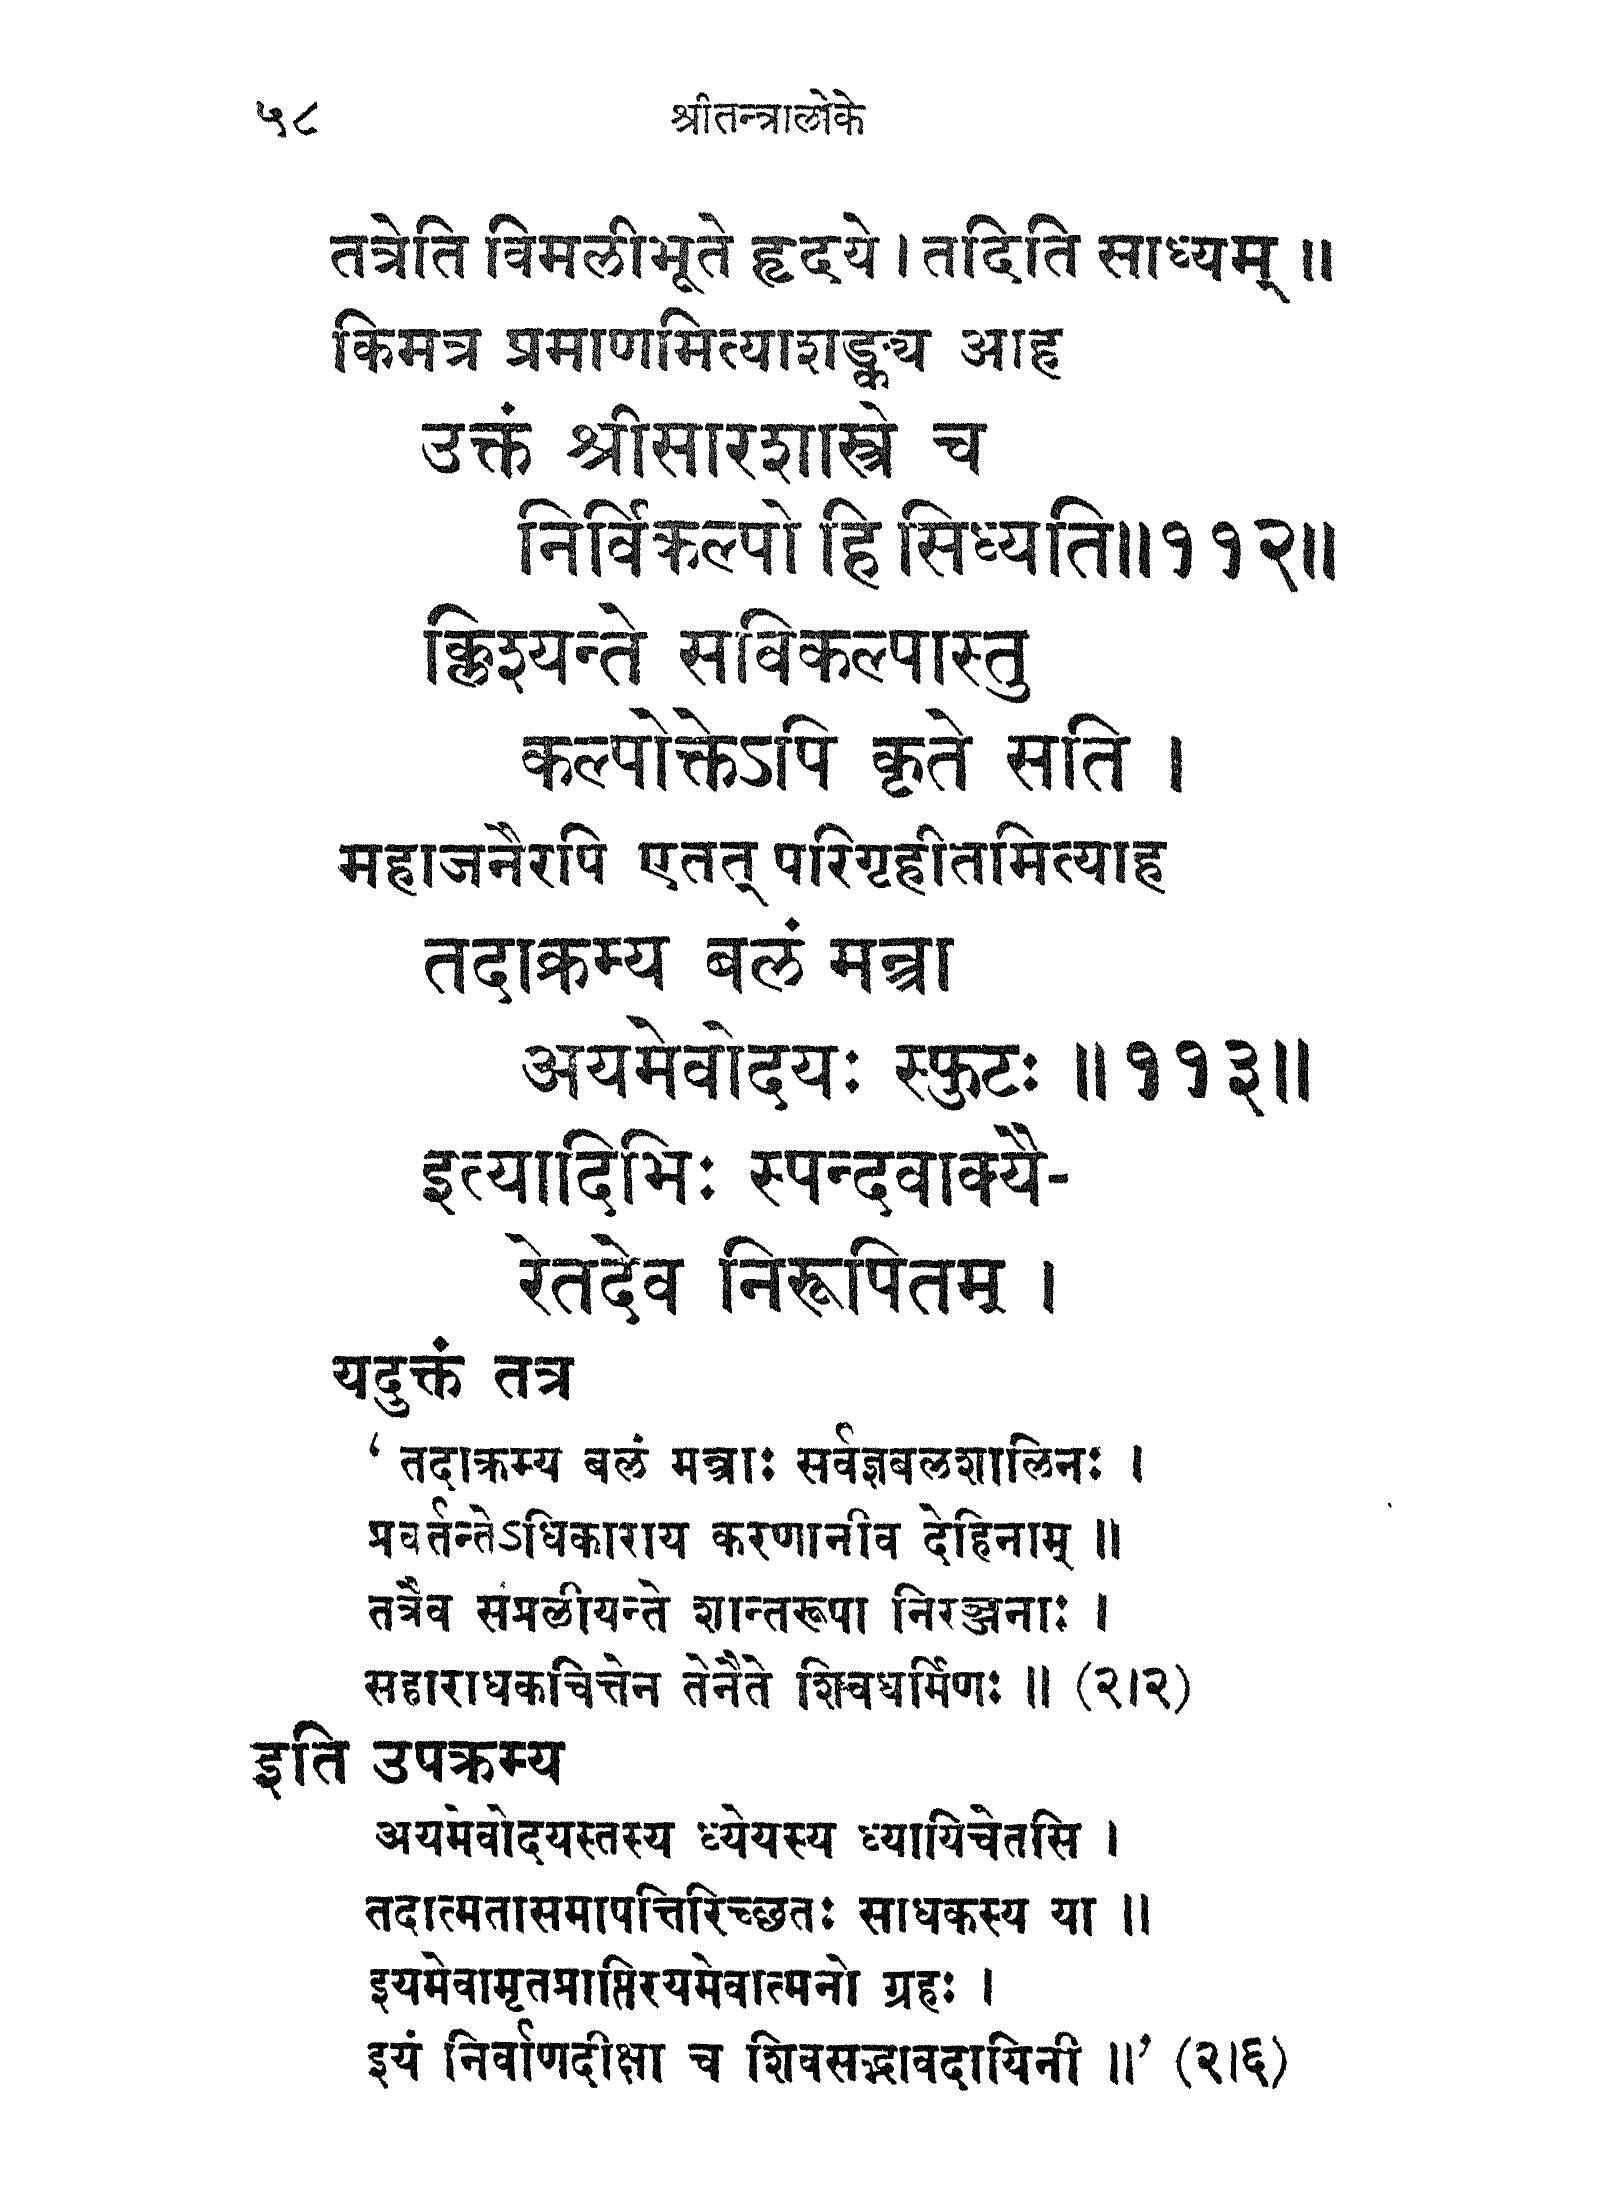 ५८ श्रीतन्त्रालोके
तत्रेति विमलीभूते हृदये । तदिति साध्यम् ॥
किमत्र प्रमाणमित्याशङ्क्य आह
उक्तं श्रीसारशास्त्रे च
निर्विकल्पो हि सिध्यति॥११२॥
क्लिश्यन्ते सविकल्पास्तु
कल्पोक्तेऽपि कृते सति ।
महाजनैरपि एतत् परिगृहीतमित्याह
तदाक्रम्य बलं मन्त्रा
अयमेवोदयः स्फुटः ॥११३॥
इत्यादिभिः स्पन्दवाक्यै-
रेतदेव निरूपितम् ।
यदुक्तं तत्र
‘ तदाक्रम्य बलं मन्त्राः सर्वज्ञबलशालिनः ।
प्रवर्तन्तेऽधिकाराय करणानीव देहिनाम् ॥
तत्रैव संप्रलीयन्ते शान्तरूपा निरञ्जनाः ।
सहाराधकचित्तेन तेनैते शिवधर्मिणः ॥ (२।२)
इति उपक्रम्य
अयमेवोदयस्तस्य ध्येयस्य ध्यायिचेतसि ।
तदात्मतासमापत्तिरिच्छतः साधकस्य या ॥
इयमेवामृतप्राप्तिरयमेवात्मनो ग्रहः ।
इयं निर्वाणदीक्षा च शिवसद्भावदायिनी ॥’ (२।६)